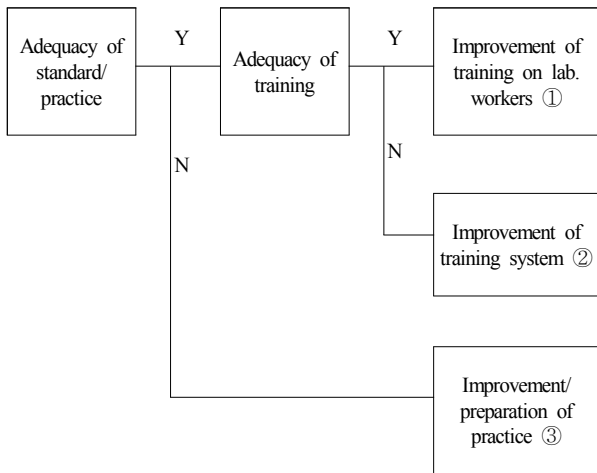 Adequacy of
standard/
practice
Y
Adequacy of
training
Y
Improvement of
training on lab.
workers ①
N
N
Improvement of
training system ②
Improvement/
preparation of
practice ③